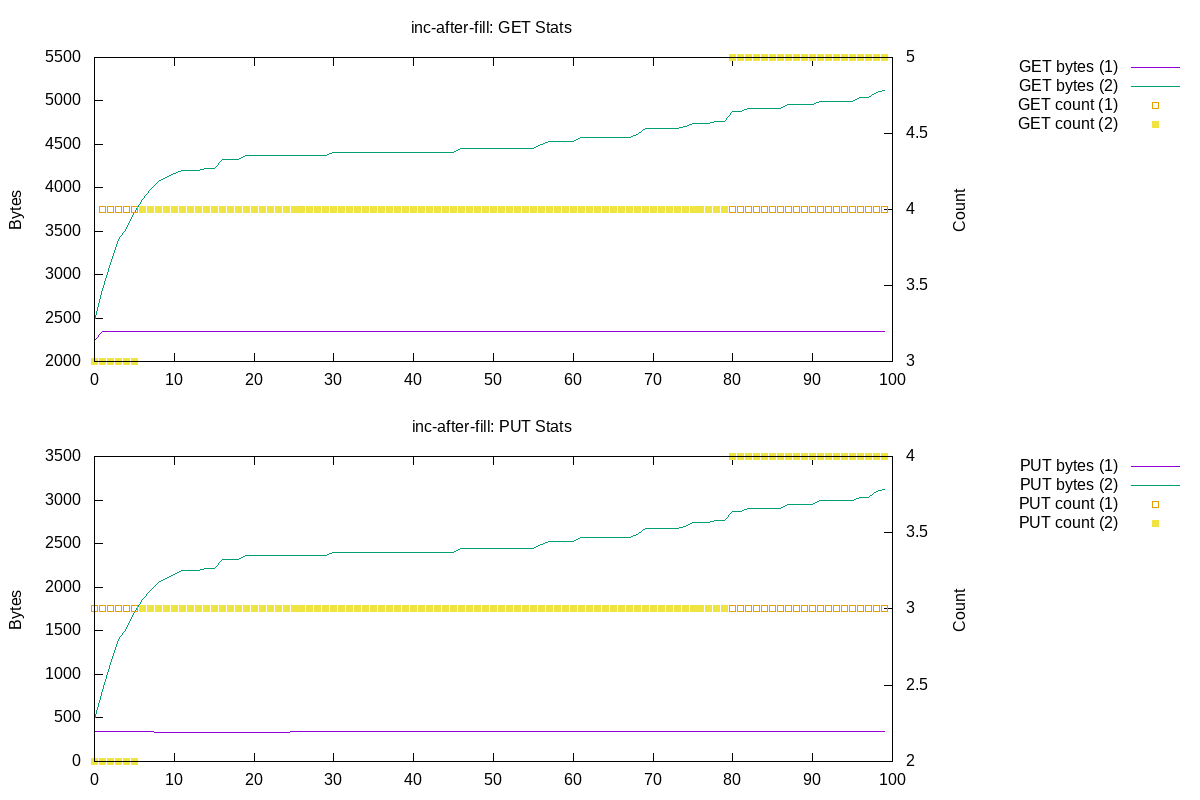 inc-after-fill: GET Stats
5500
5000
4500
4000
3500
3000
2500
2000
Bytes
0 10 20 30 40 50 60 70 80 90 100
5
4.5
4
3.5
3
Count
GET bytes (1)
GET bytes (2)
GET count (1)
GET count (2)
inc-after-fill: PUT Stats
3500
3000
2500
2000
1500
1000
500
0
Bytes
0 10 20 30 40 50 60 70 80 90 100
4
3.5
3
2.5
2
Count
PUT bytes (1)
PUT bytes (2)
PUT count (1)
PUT count (2)